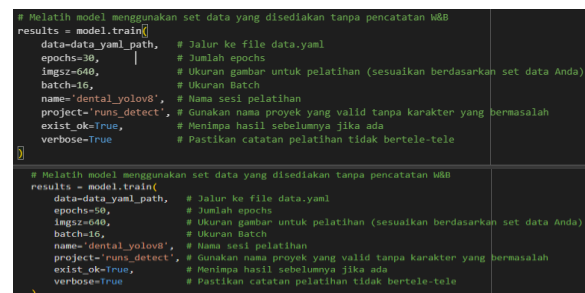 # Melatih model menggunakan set data yang disediakan tanpa pencatatan W&B
results = model.train(
    data=data_yaml_path,   # Jalur ke file data.yaml
    epochs=30,             # Jumlah epochs
    imgsz=640,             # Ukuran gambar untuk pelatihan (sesuaikan berdasarkan set data Anda)
    batch=16,              # Ukuran Batch
    name='dental_yolov8',  # Nama sesi pelatihan
    project='runs_detect', # Gunakan nama proyek yang valid tanpa karakter yang bermasalah
    exist_ok=True,         # Menimpa hasil sebelumnya jika ada
    verbose=True           # Pastikan catatan pelatihan tidak bertele-tele
)
# Melatih model menggunakan set data yang disediakan tanpa pencatatan W&B
results = model.train(
    data=data_yaml_path,   # Jalur ke file data.yaml
    epochs=50,             # Jumlah epochs
    imgsz=640,             # Ukuran gambar untuk pelatihan (sesuaikan berdasarkan set data Anda)
    batch=16,              # Ukuran Batch
    name='dental_yolov8',  # Nama sesi pelatihan
    project='runs_detect', # Gunakan nama proyek yang valid tanpa karakter yang bermasalah
    exist_ok=True,         # Menimpa hasil sebelumnya jika ada
    verbose=True           # Pastikan catatan pelatihan tidak bertele-tele
)